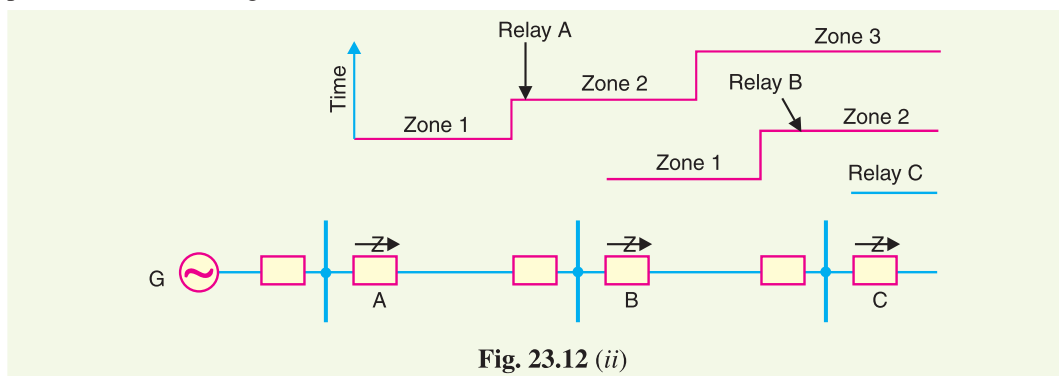 Relay A
Zone 3
Time
Zone 2
Relay B
Zone 1
Zone 2
Zone 1
Relay C
Z
Z
Z
G
A
B
C
Fig. 23.12 (ii)